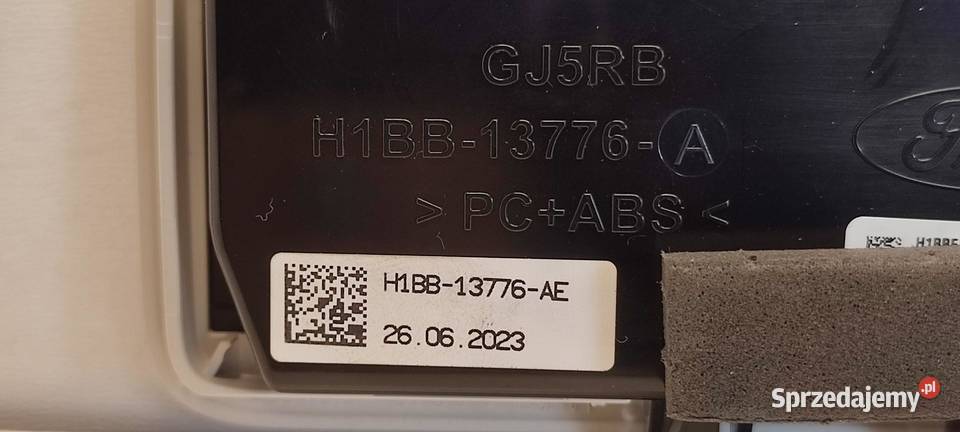 GJ5RB
H1BB-13776-A
> PC+ABS <
H1BB-13776-AE
26.06.2023
Sprzedajemy.pl